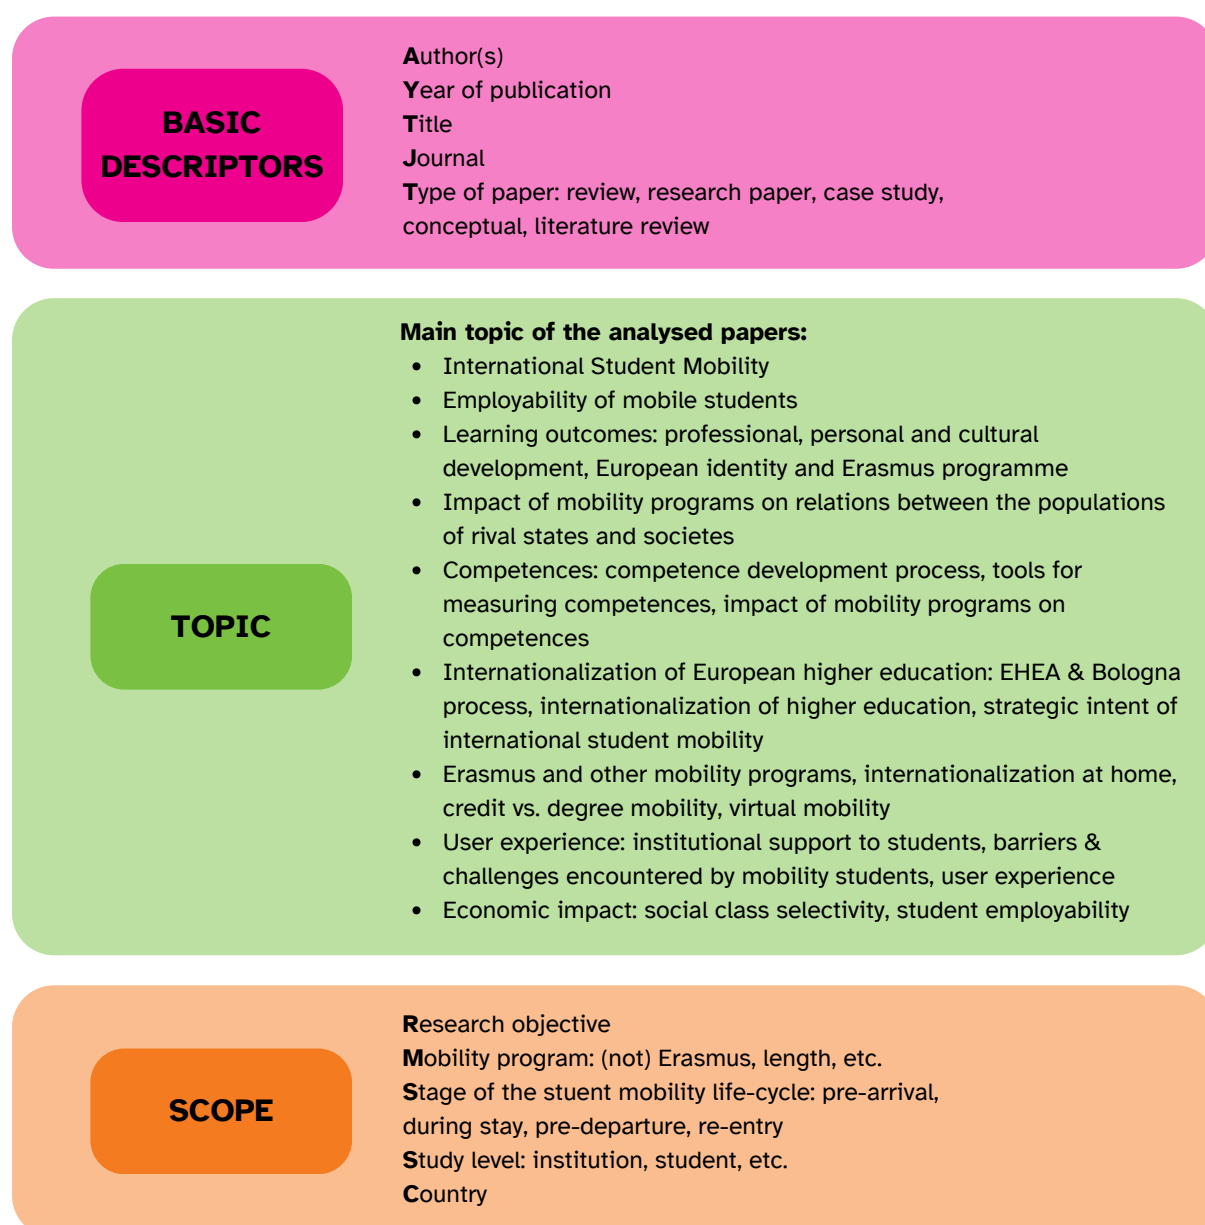 BASIC
DESCRIPTORS
Author(s)
Year of publication
Title
Journal
Type of paper: review, research paper, case study,
conceptual, literature review
TOPIC
Main topic of the analysed papers:
• International Student Mobility
• Employability of mobile students
• Learning outcomes: professional, personal and cultural
development, European identity and Erasmus programme
• Impact of mobility programs on relations between the populations
of rival states and societes
• Competences: competence development process, tools for
measuring competences, impact of mobility programs on
competences
• Internationalization of European higher education: EHEA & Bologna
process, internationalization of higher education, strategic intent of
international student mobility
• Erasmus and other mobility programs, internationalization at home,
credit vs. degree mobility, virtual mobility
• User experience: institutional support to students, barriers &
challenges encountered by mobility students, user experience
• Economic impact: social class selectivity, student employability
SCOPE
Research objective
Mobility program: (not) Erasmus, length, etc.
Stage of the stuent mobility life-cycle: pre-arrival,
during stay, pre-departure, re-entry
Study level: institution, student, etc.
Country